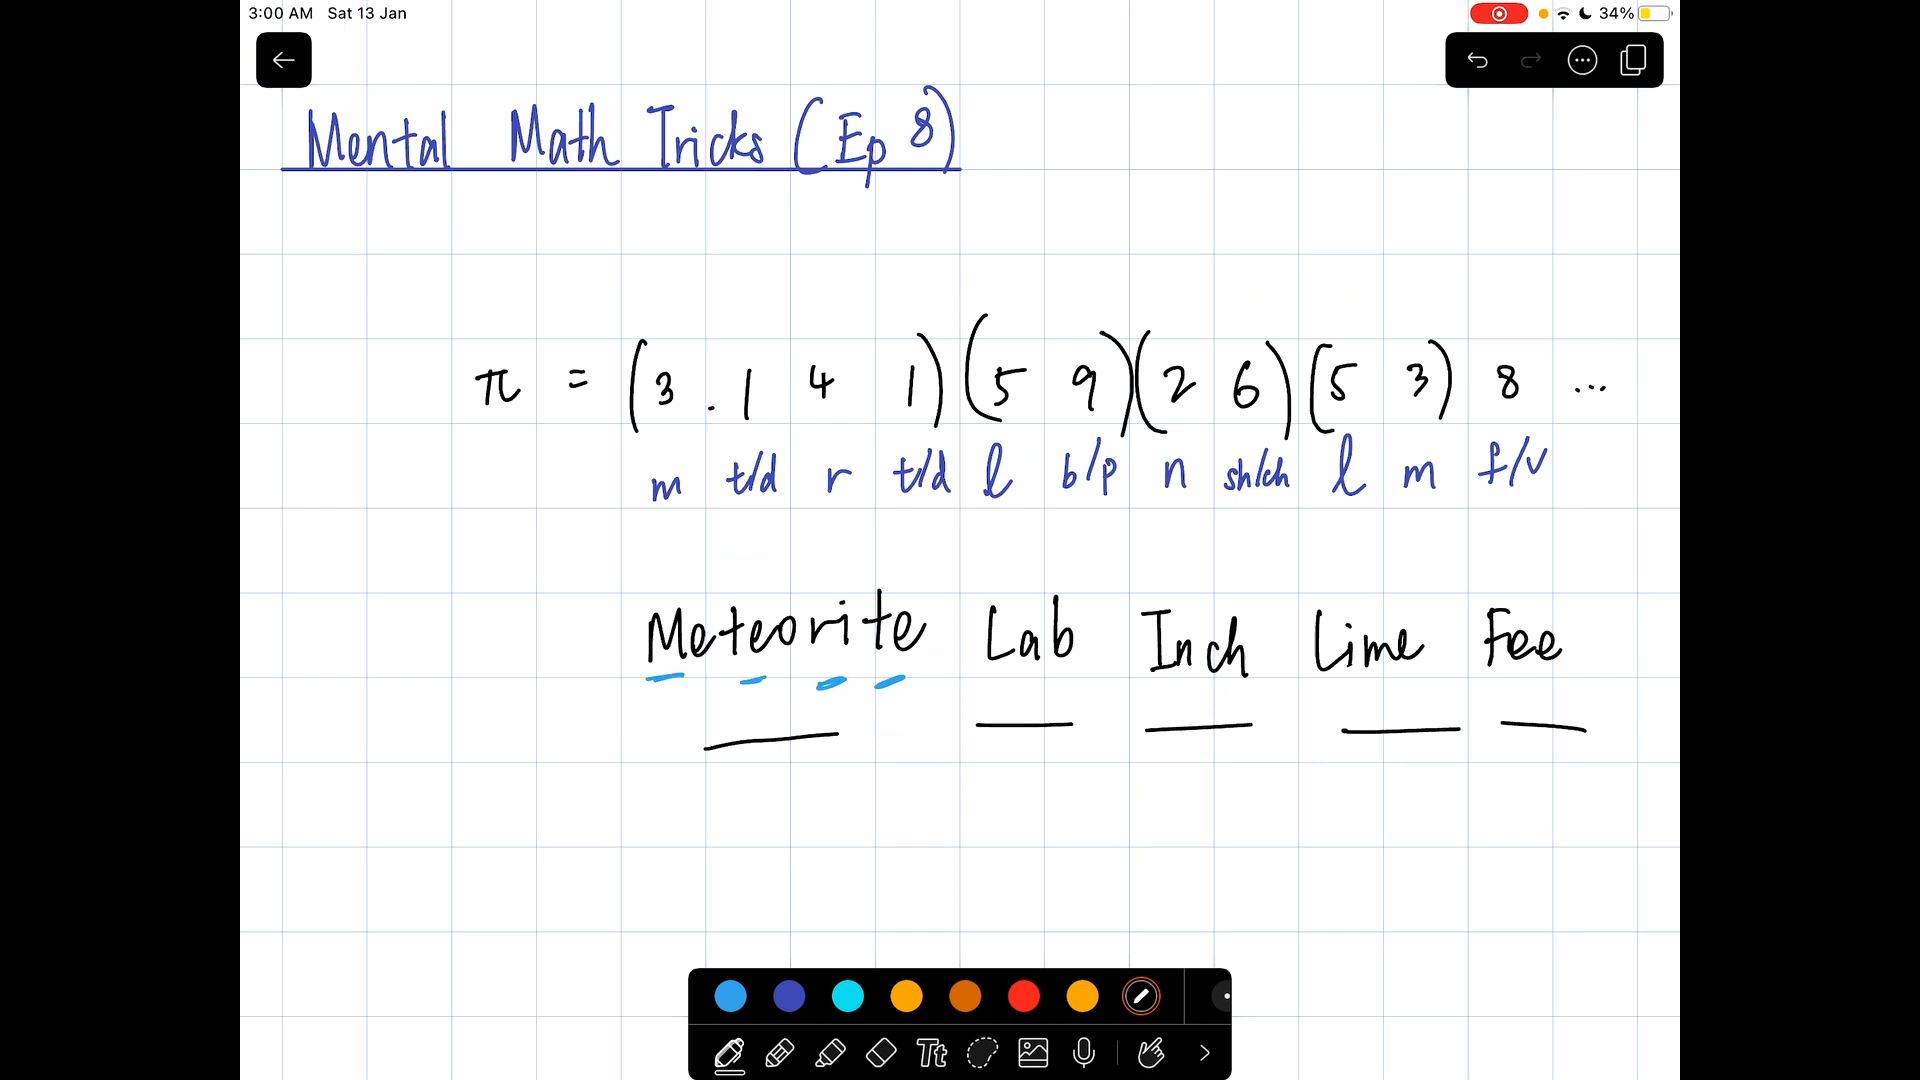 3:00 AM Sat 13 Jan 34%
Mental Math Tricks (Ep 8)
π = (3 . 1 4 1) (5 9) (2 6) (5 3) 8 ...
m t/d r t/d l b/p n sh/ch l m f/v
Meteorite Lab Inch Lime Fee
Tt